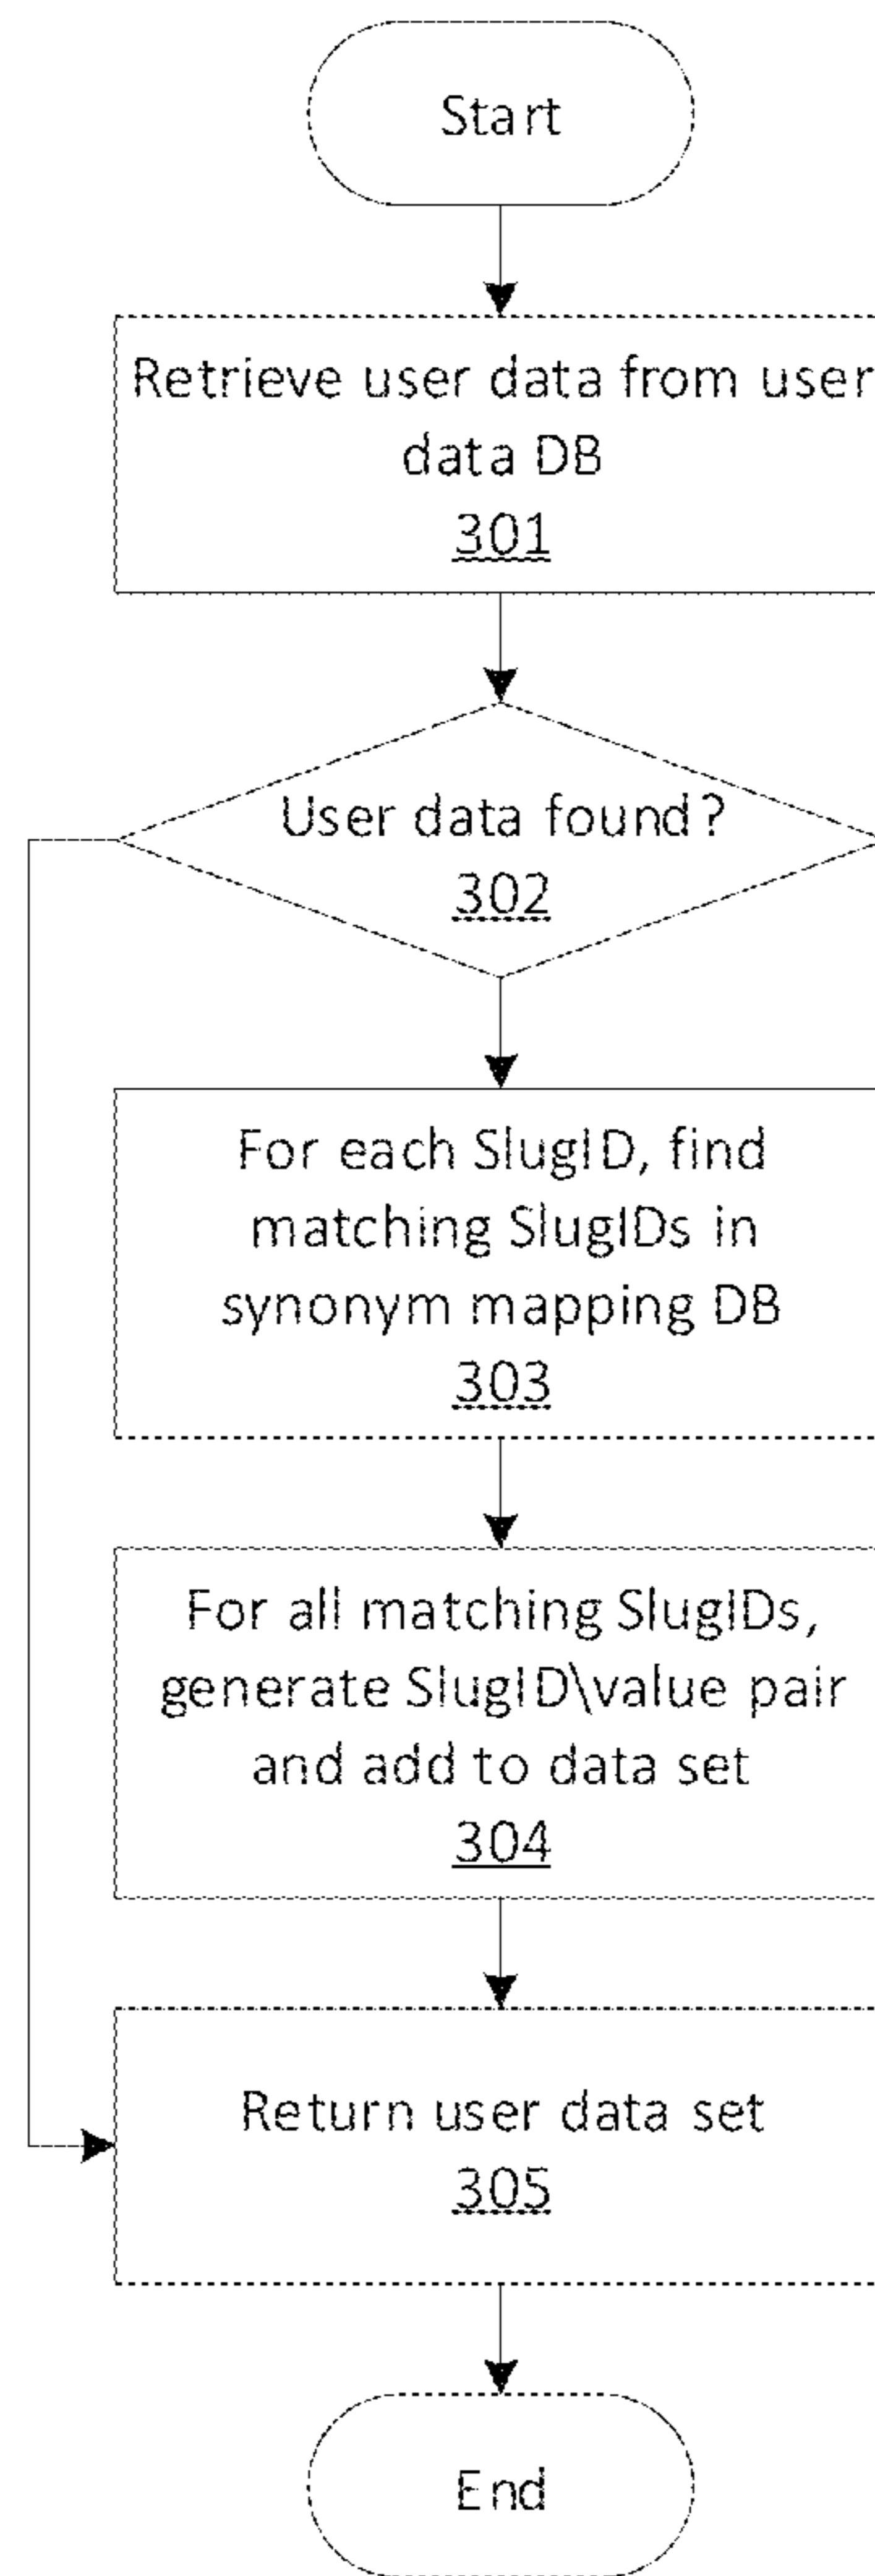 Start
Retrieve user data from user
data DB
301
User data found?
302
For each SlugID, find
matching SlugIDs in
synonym mapping DB
303
For all matching SlugIDs,
generate SlugID\value pair
and add to data set
304
Return user data set
305
End